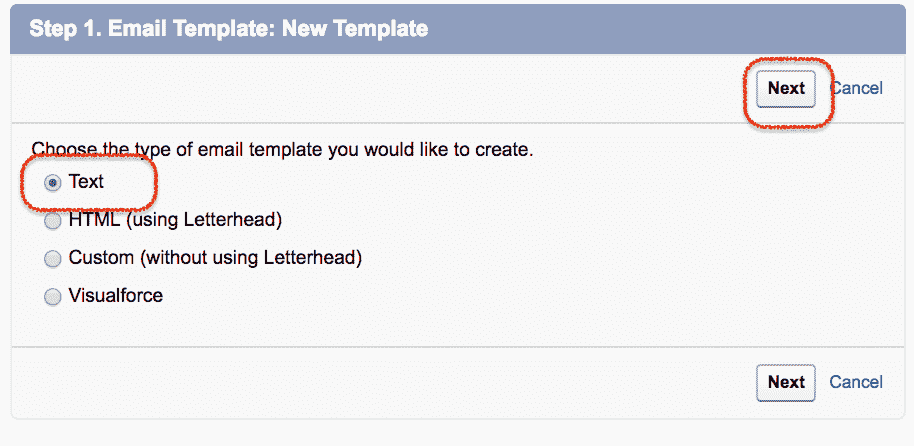 Step 1. Email Template: New Template
Next Cancel
Choose the type of email template you would like to create.
Text
HTML (using Letterhead)
Custom (without using Letterhead)
Visualforce
Next Cancel